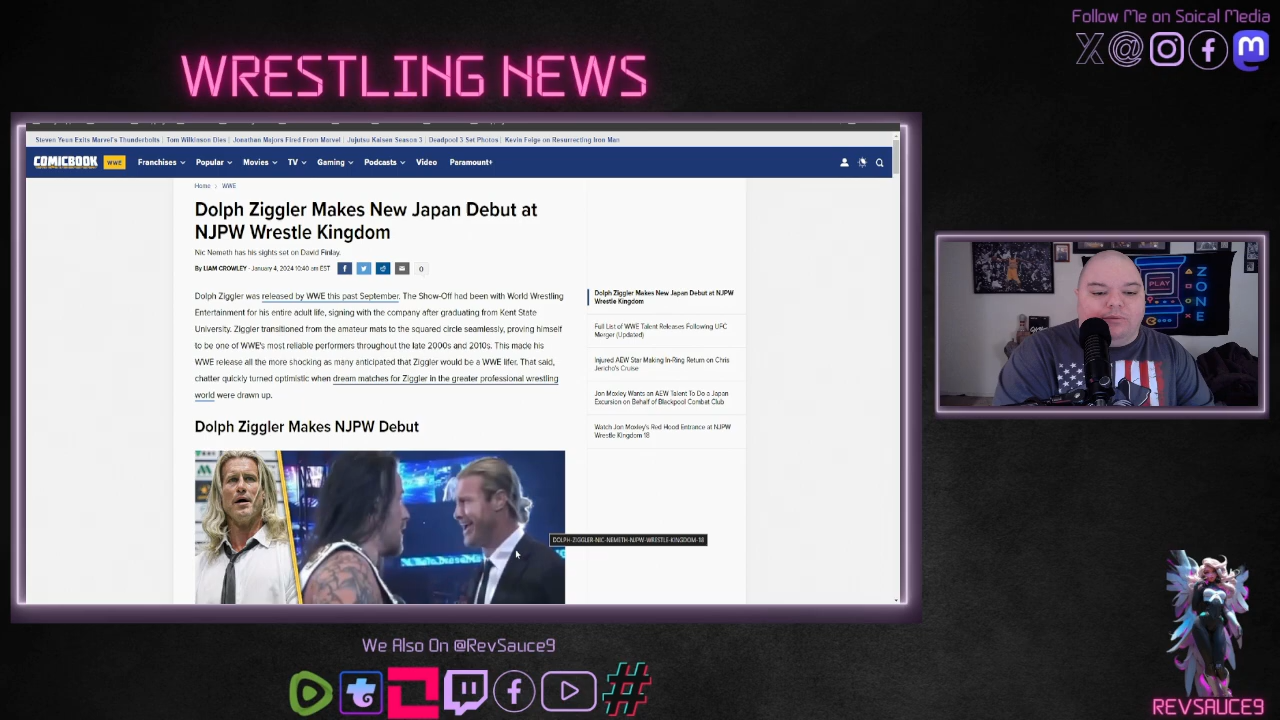 Follow Me on Soical Media
WRESTLING NEWS
Steven Yeun Exits Marvel's Thunderbolts | Tom Wilkinson Dies | Jonathan Majors Fired From Marvel | Jujutsu Kaisen Season 3 | Deadpool 3 Set Photos | Kevin Feige on Resurrecting Iron Man
COMICBOOK WWE Franchises Popular Movies TV Gaming Podcasts Video Paramount+
Home > WWE
Dolph Ziggler Makes New Japan Debut at
NJPW Wrestle Kingdom
Nic Nemeth has his sights set on David Finlay.
By LIAM CROWLEY - January 4, 2024 10:40 am EST
0
Dolph Ziggler was released by WWE this past September. The Show-Off had been with World Wrestling
Entertainment for his entire adult life, signing with the company after graduating from Kent State
University. Ziggler transitioned from the amateur mats to the squared circle seamlessly, proving himself
to be one of WWE's most reliable performers throughout the late 2000s and 2010s. This made his
WWE release all the more shocking as many anticipated that Ziggler would be a WWE lifer. That said,
chatter quickly turned optimistic when dream matches for Ziggler in the greater professional wrestling
world were drawn up.
Dolph Ziggler Makes NJPW Debut
DOLPH-ZIGGLER-NIC-NEMETH-NJPW-WRESTLE-KINGDOM-18
Dolph Ziggler Makes New Japan Debut at NJPW
Wrestle Kingdom
Full List of WWE Talent Releases Following UFC
Merger (Updated)
Injured AEW Star Making In-Ring Return on Chris
Jericho's Cruise
Jon Moxley Wants an AEW Talent To Do a Japan
Excursion on Behalf of Blackpool Combat Club
Watch Jon Moxley's Red Hood Entrance at NJPW
Wrestle Kingdom 18
PLAY
ZONE
We Also On @RevSauce9
REVSAUCE9